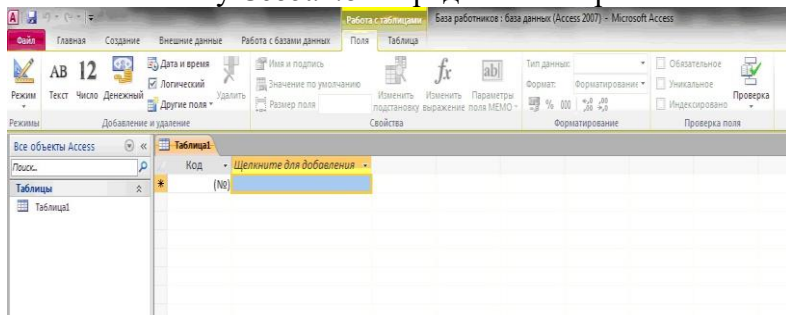 Работа с таблицами База работников : база данных (Access 2007) - Microsoft Access
Файл Главная Создание Внешние данные Работа с базами данных Поля Таблица
Режим
AB Текст
12 Число
Денежный
Дата и время
Логический
Другие поля
Удалить
Имя и подпись
Значение по умолчанию
Размер поля
Изменить подстановку
fx Изменить выражение
ab Параметры поля MEMO
Тип данных:
Формат: Форматирование
% 000
Обязательное
Уникальное
Индексировано
Проверка
Режимы Добавление и удаление Свойства Форматирование Проверка поля
Все объекты Access «
Поиск...
Таблицы
Таблица1
Таблица1
Код Щелкните для добавления
* (№)